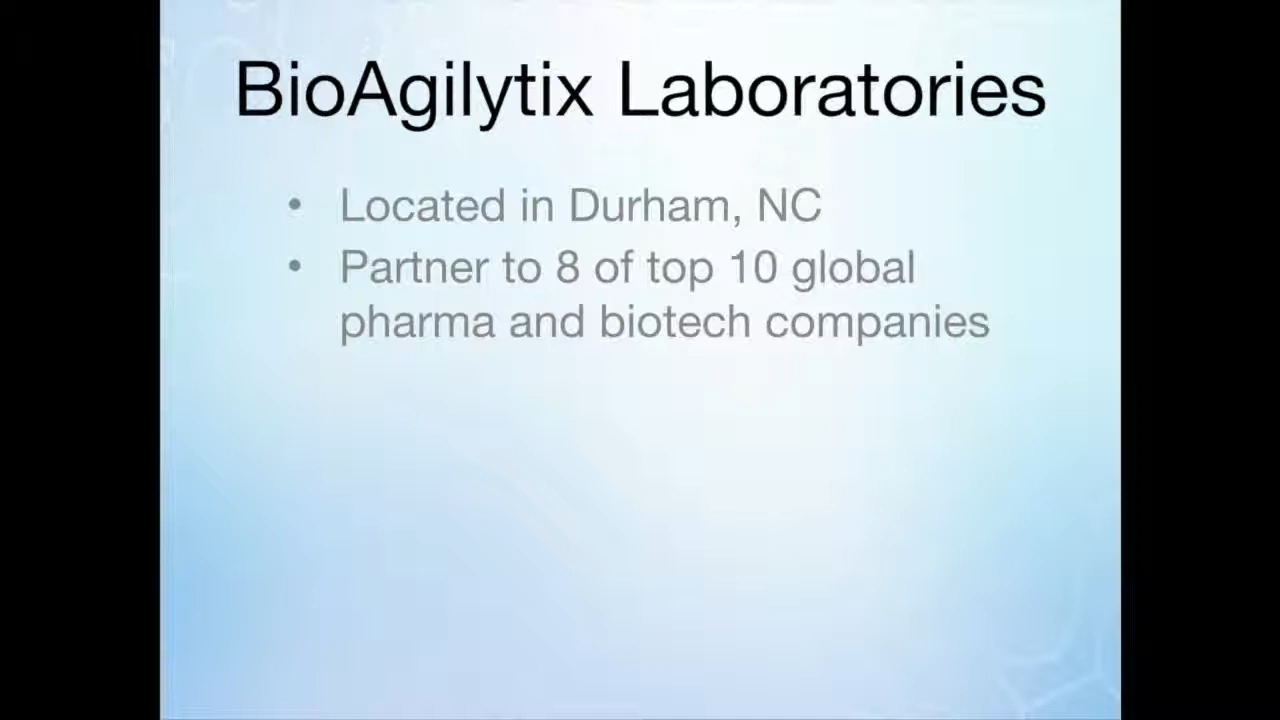 BioAgilytix Laboratories
• Located in Durham, NC
• Partner to 8 of top 10 global
pharma and biotech companies